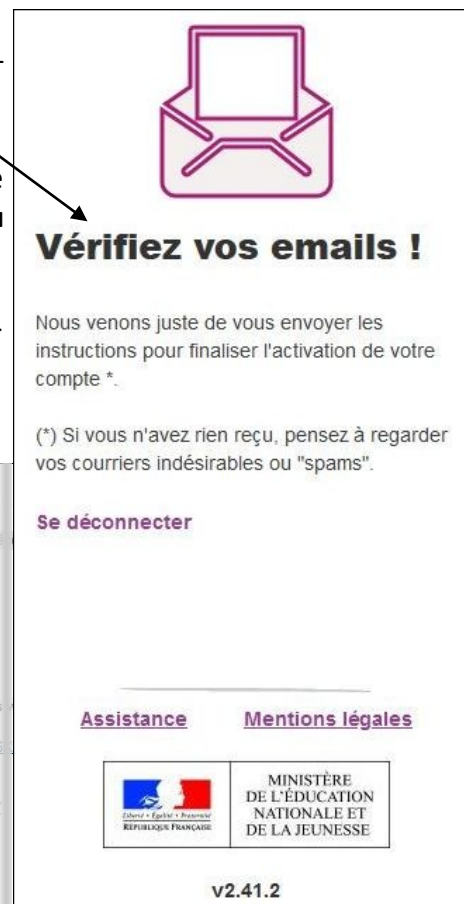 Vérifiez vos emails !
Nous venons juste de vous envoyer les
instructions pour finaliser l'activation de votre
compte *.
(*) Si vous n'avez rien reçu, pensez à regarder
vos courriers indésirables ou "spams".
Se déconnecter
Assistance Mentions légales
Liberté • Égalité • Fraternité
RÉPUBLIQUE FRANÇAISE
MINISTÈRE
DE L'ÉDUCATION
NATIONALE ET
DE LA JEUNESSE
v2.41.2